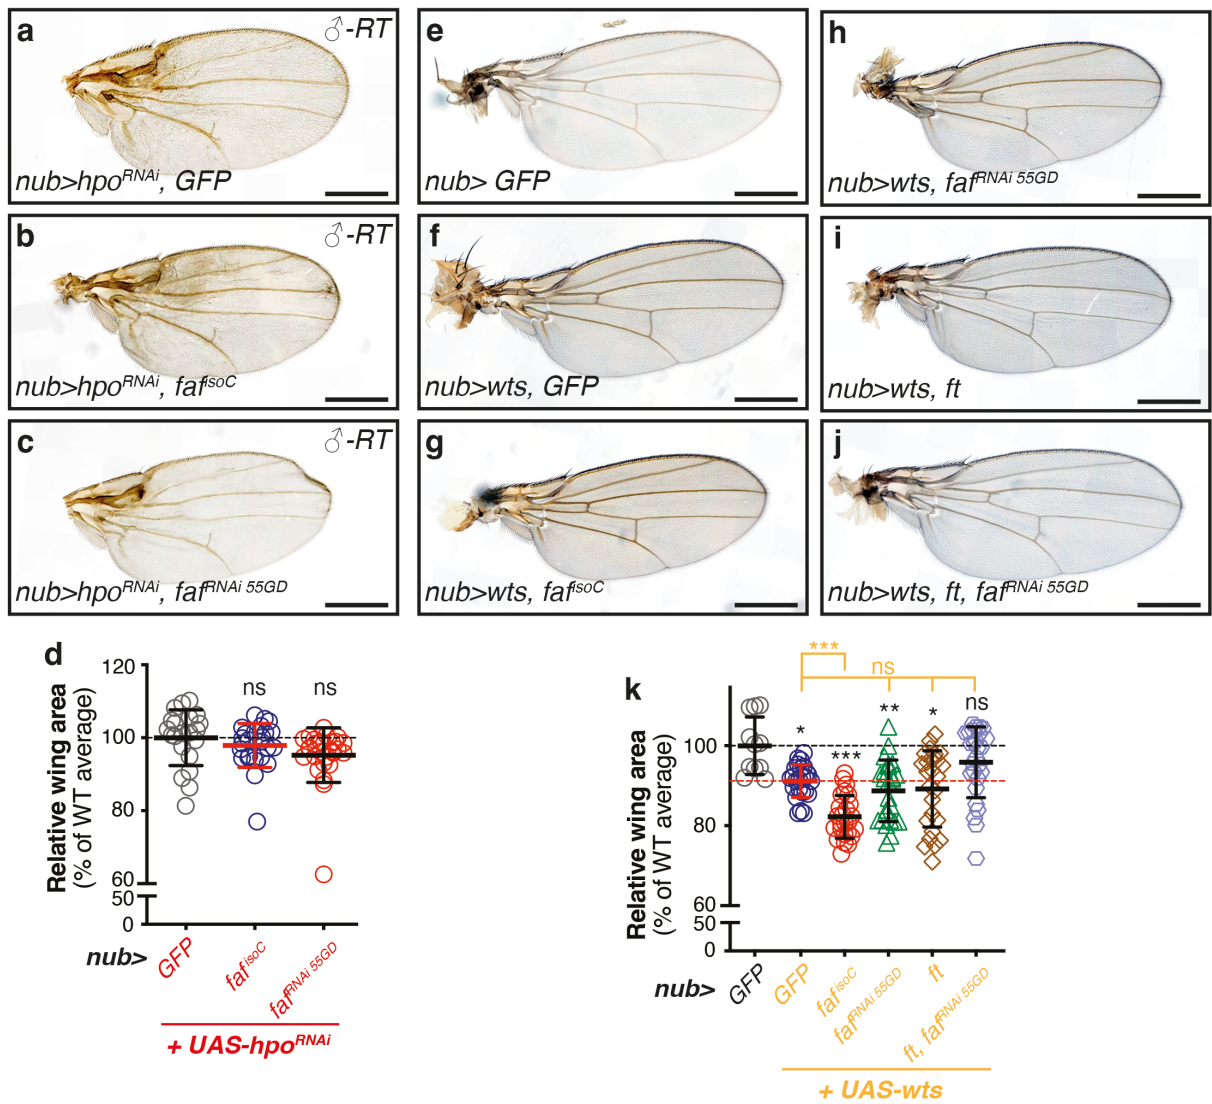 a
♂-RT
nub>hpoRNAi, GFP
b
♂-RT
nub>hpoRNAi, fafisoC
c
♂-RT
nub>hpoRNAi, fafRNAi 55GD
e
nub> GFP
f
nub>wts, GFP
g
nub>wts, fafisoC
h
nub>wts, fafRNAi 55GD
i
nub>wts, ft
j
nub>wts, ft, fafRNAi 55GD
d
Relative wing area
(% of WT average)
120
100
80
60
50
0
ns
ns
nub>
GFP
fafisoC
fafRNAi 55GD
+ UAS-hpoRNAi
k
Relative wing area
(% of WT average)
100
80
60
50
0
***
ns
*
***
**
*
ns
nub>
GFP
GFP
fafisoC
fafRNAi 55GD
ft
ft, fafRNAi 55GD
+ UAS-wts